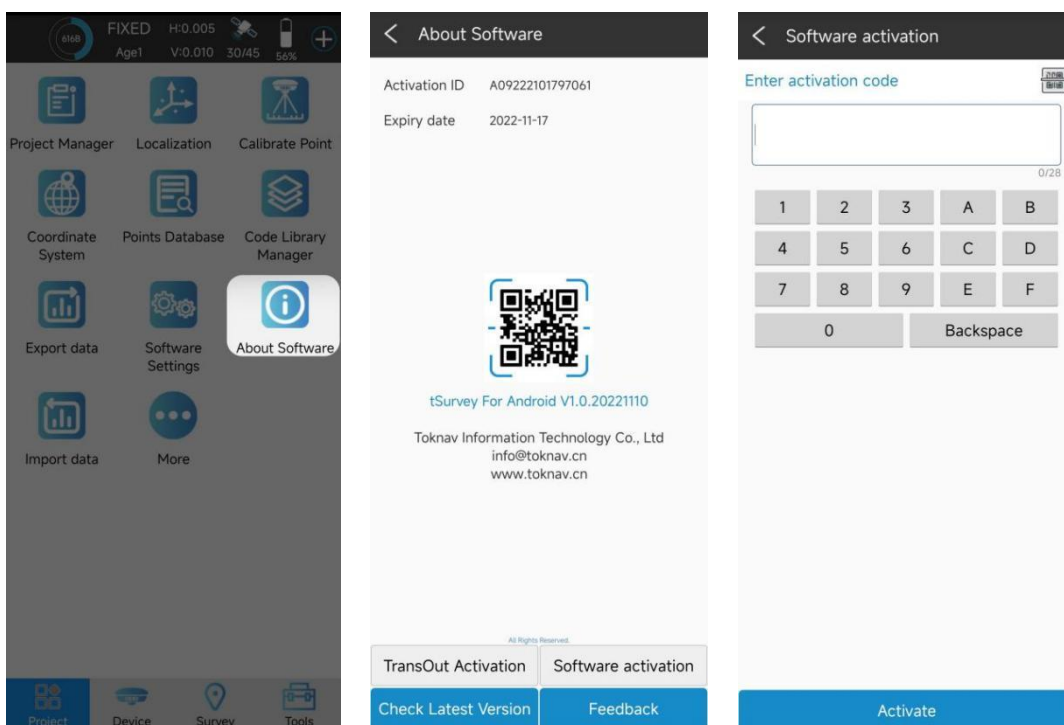 616B
FIXED
H:0.005
Age1
V:0.010
30/45
56%
Project Manager
Localization
Calibrate Point
Coordinate
System
Points Database
Code Library
Manager
Export data
Software
Settings
About Software
Import data
More
Project
Device
Survey
Tools
About Software
Activation ID A09222101797061
Expiry date 2022-11-17
tSurvey For Android V1.0.20221110
Toknav Information Technology Co., Ltd
info@toknav.cn
www.toknav.cn
All Rights Reserved.
TransOut Activation
Software activation
Check Latest Version
Feedback
Software activation
Enter activation code
0/28
1 2 3 A B
4 5 6 C D
7 8 9 E F
0 Backspace
Activate